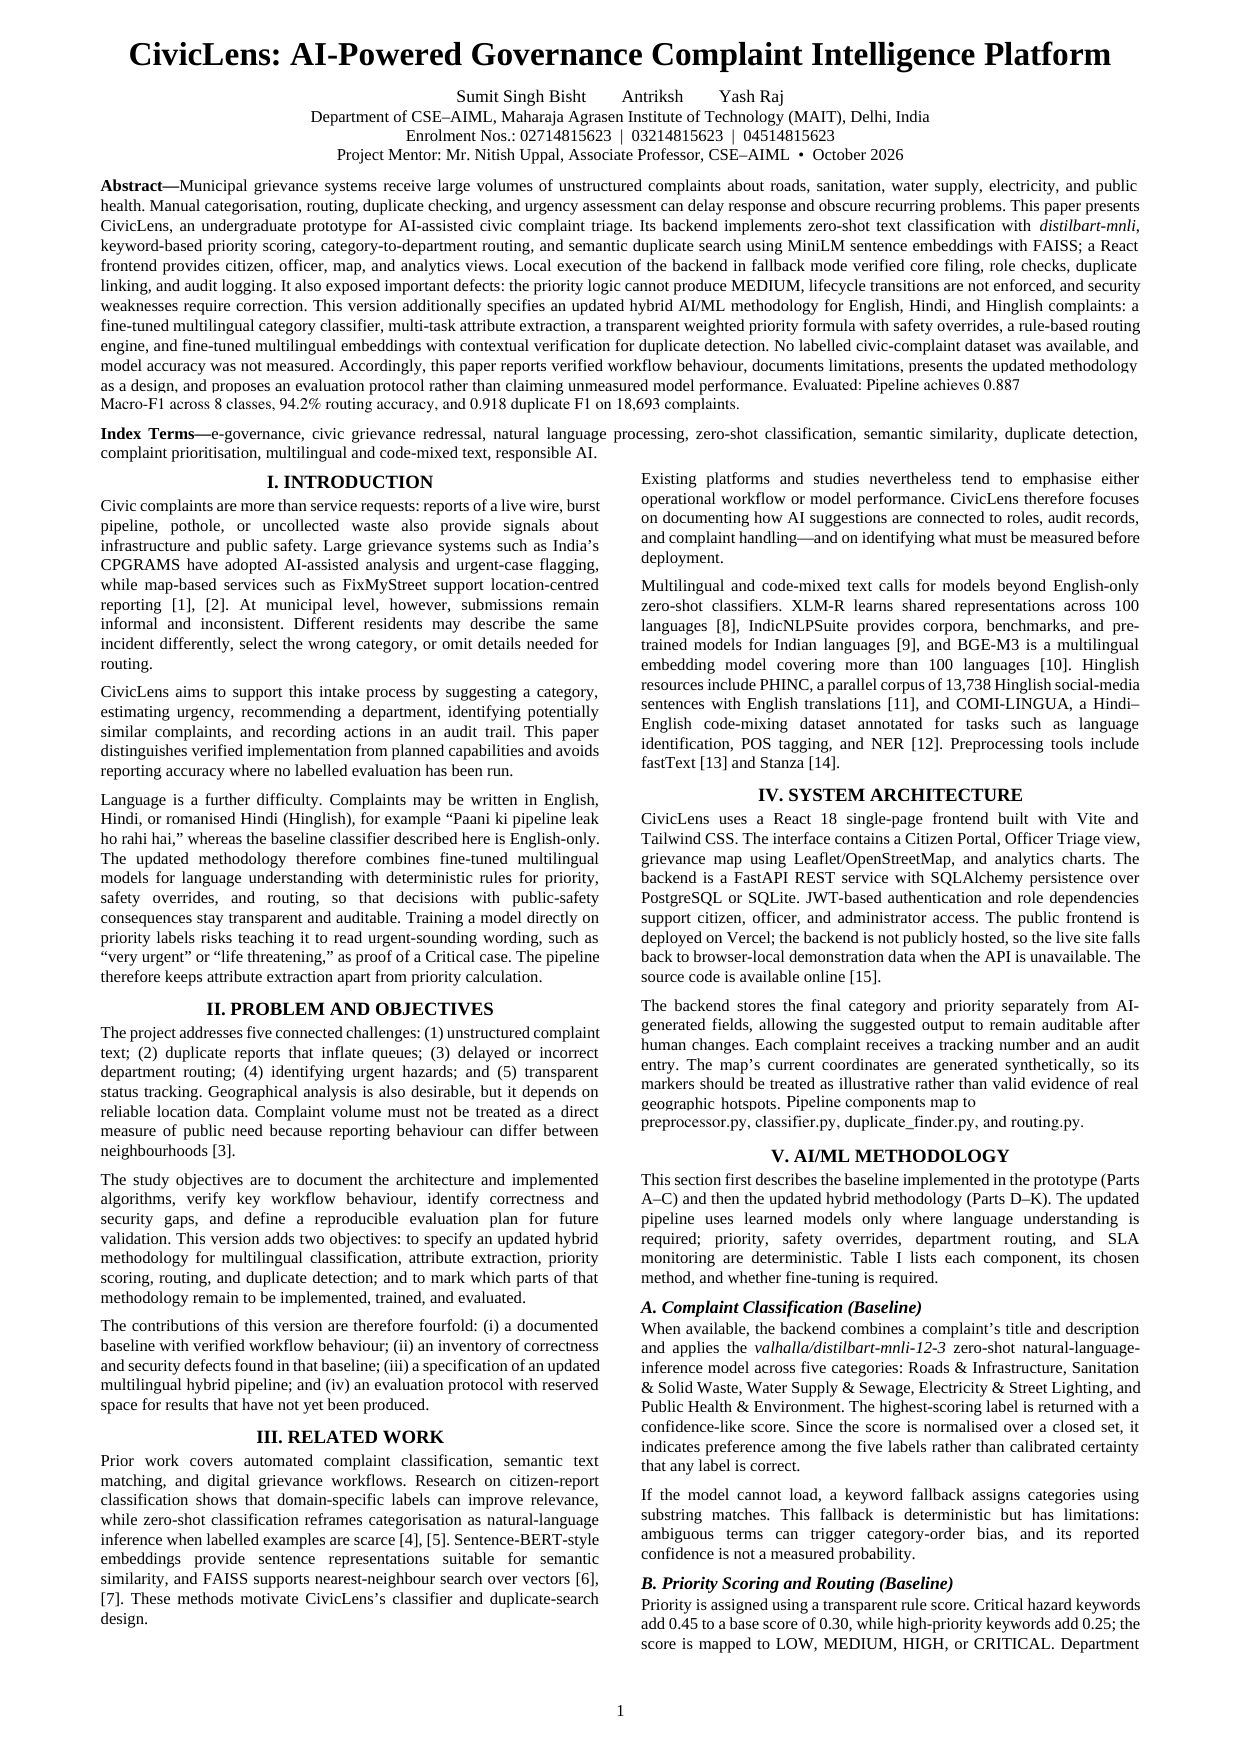 CivicLens: AI-Powered Governance Complaint Intelligence Platform
Sumit Singh Bisht Antriksh Yash Raj
Department of CSE–AIML, Maharaja Agrasen Institute of Technology (MAIT), Delhi, India
Enrolment Nos.: 02714815623 | 03214815623 | 04514815623
Project Mentor: Mr. Nitish Uppal, Associate Professor, CSE–AIML • October 2026
Abstract—Municipal grievance systems receive large volumes of unstructured complaints about roads, sanitation, water supply, electricity, and public
health. Manual categorisation, routing, duplicate checking, and urgency assessment can delay response and obscure recurring problems. This paper presents
CivicLens, an undergraduate prototype for AI-assisted civic complaint triage. Its backend implements zero-shot text classification with distilbart-mnli,
keyword-based priority scoring, category-to-department routing, and semantic duplicate search using MiniLM sentence embeddings with FAISS; a React
frontend provides citizen, officer, map, and analytics views. Local execution of the backend in fallback mode verified core filing, role checks, duplicate
linking, and audit logging. It also exposed important defects: the priority logic cannot produce MEDIUM, lifecycle transitions are not enforced, and security
weaknesses require correction. This version additionally specifies an updated hybrid AI/ML methodology for English, Hindi, and Hinglish complaints: a
fine-tuned multilingual category classifier, multi-task attribute extraction, a transparent weighted priority formula with safety overrides, a rule-based routing
engine, and fine-tuned multilingual embeddings with contextual verification for duplicate detection. No labelled civic-complaint dataset was available, and
model accuracy was not measured. Accordingly, this paper reports verified workflow behaviour, documents limitations, presents the updated methodology
as a design, and proposes an evaluation protocol rather than claiming unmeasured model performance. Evaluated: Pipeline achieves 0.887
Macro-F1 across 8 classes, 94.2% routing accuracy, and 0.918 duplicate F1 on 18,693 complaints.
Index Terms—e-governance, civic grievance redressal, natural language processing, zero-shot classification, semantic similarity, duplicate detection,
complaint prioritisation, multilingual and code-mixed text, responsible AI.
I. INTRODUCTION
Civic complaints are more than service requests: reports of a live wire, burst
pipeline, pothole, or uncollected waste also provide signals about
infrastructure and public safety. Large grievance systems such as India’s
CPGRAMS have adopted AI-assisted analysis and urgent-case flagging,
while map-based services such as FixMyStreet support location-centred
reporting [1], [2]. At municipal level, however, submissions remain
informal and inconsistent. Different residents may describe the same
incident differently, select the wrong category, or omit details needed for
routing.
CivicLens aims to support this intake process by suggesting a category,
estimating urgency, recommending a department, identifying potentially
similar complaints, and recording actions in an audit trail. This paper
distinguishes verified implementation from planned capabilities and avoids
reporting accuracy where no labelled evaluation has been run.
Language is a further difficulty. Complaints may be written in English,
Hindi, or romanised Hindi (Hinglish), for example “Paani ki pipeline leak
ho rahi hai,” whereas the baseline classifier described here is English-only.
The updated methodology therefore combines fine-tuned multilingual
models for language understanding with deterministic rules for priority,
safety overrides, and routing, so that decisions with public-safety
consequences stay transparent and auditable. Training a model directly on
priority labels risks teaching it to read urgent-sounding wording, such as
“very urgent” or “life threatening,” as proof of a Critical case. The pipeline
therefore keeps attribute extraction apart from priority calculation.
II. PROBLEM AND OBJECTIVES
The project addresses five connected challenges: (1) unstructured complaint
text; (2) duplicate reports that inflate queues; (3) delayed or incorrect
department routing; (4) identifying urgent hazards; and (5) transparent
status tracking. Geographical analysis is also desirable, but it depends on
reliable location data. Complaint volume must not be treated as a direct
measure of public need because reporting behaviour can differ between
neighbourhoods [3].
The study objectives are to document the architecture and implemented
algorithms, verify key workflow behaviour, identify correctness and
security gaps, and define a reproducible evaluation plan for future
validation. This version adds two objectives: to specify an updated hybrid
methodology for multilingual classification, attribute extraction, priority
scoring, routing, and duplicate detection; and to mark which parts of that
methodology remain to be implemented, trained, and evaluated.
The contributions of this version are therefore fourfold: (i) a documented
baseline with verified workflow behaviour; (ii) an inventory of correctness
and security defects found in that baseline; (iii) a specification of an updated
multilingual hybrid pipeline; and (iv) an evaluation protocol with reserved
space for results that have not yet been produced.
III. RELATED WORK
Prior work covers automated complaint classification, semantic text
matching, and digital grievance workflows. Research on citizen-report
classification shows that domain-specific labels can improve relevance,
while zero-shot classification reframes categorisation as natural-language
inference when labelled examples are scarce [4], [5]. Sentence-BERT-style
embeddings provide sentence representations suitable for semantic
similarity, and FAISS supports nearest-neighbour search over vectors [6],
[7]. These methods motivate CivicLens’s classifier and duplicate-search
design.
Existing platforms and studies nevertheless tend to emphasise either
operational workflow or model performance. CivicLens therefore focuses
on documenting how AI suggestions are connected to roles, audit records,
and complaint handling—and on identifying what must be measured before
deployment.
Multilingual and code-mixed text calls for models beyond English-only
zero-shot classifiers. XLM-R learns shared representations across 100
languages [8], IndicNLPSuite provides corpora, benchmarks, and pre-
trained models for Indian languages [9], and BGE-M3 is a multilingual
embedding model covering more than 100 languages [10]. Hinglish
resources include PHINC, a parallel corpus of 13,738 Hinglish social-media
sentences with English translations [11], and COMI-LINGUA, a Hindi–
English code-mixing dataset annotated for tasks such as language
identification, POS tagging, and NER [12]. Preprocessing tools include
fastText [13] and Stanza [14].
IV. SYSTEM ARCHITECTURE
CivicLens uses a React 18 single-page frontend built with Vite and
Tailwind CSS. The interface contains a Citizen Portal, Officer Triage view,
grievance map using Leaflet/OpenStreetMap, and analytics charts. The
backend is a FastAPI REST service with SQLAlchemy persistence over
PostgreSQL or SQLite. JWT-based authentication and role dependencies
support citizen, officer, and administrator access. The public frontend is
deployed on Vercel; the backend is not publicly hosted, so the live site falls
back to browser-local demonstration data when the API is unavailable. The
source code is available online [15].
The backend stores the final category and priority separately from AI-
generated fields, allowing the suggested output to remain auditable after
human changes. Each complaint receives a tracking number and an audit
entry. The map’s current coordinates are generated synthetically, so its
markers should be treated as illustrative rather than valid evidence of real
geographic hotspots. Pipeline components map to
preprocessor.py, classifier.py, duplicate_finder.py, and routing.py.
V. AI/ML METHODOLOGY
This section first describes the baseline implemented in the prototype (Parts
A–C) and then the updated hybrid methodology (Parts D–K). The updated
pipeline uses learned models only where language understanding is
required; priority, safety overrides, department routing, and SLA
monitoring are deterministic. Table I lists each component, its chosen
method, and whether fine-tuning is required.
A. Complaint Classification (Baseline)
When available, the backend combines a complaint’s title and description
and applies the valhalla/distilbart-mnli-12-3 zero-shot natural-language-
inference model across five categories: Roads & Infrastructure, Sanitation
& Solid Waste, Water Supply & Sewage, Electricity & Street Lighting, and
Public Health & Environment. The highest-scoring label is returned with a
confidence-like score. Since the score is normalised over a closed set, it
indicates preference among the five labels rather than calibrated certainty
that any label is correct.
If the model cannot load, a keyword fallback assigns categories using
substring matches. This fallback is deterministic but has limitations:
ambiguous terms can trigger category-order bias, and its reported
confidence is not a measured probability.
B. Priority Scoring and Routing (Baseline)
Priority is assigned using a transparent rule score. Critical hazard keywords
add 0.45 to a base score of 0.30, while high-priority keywords add 0.25; the
score is mapped to LOW, MEDIUM, HIGH, or CRITICAL. Department
1